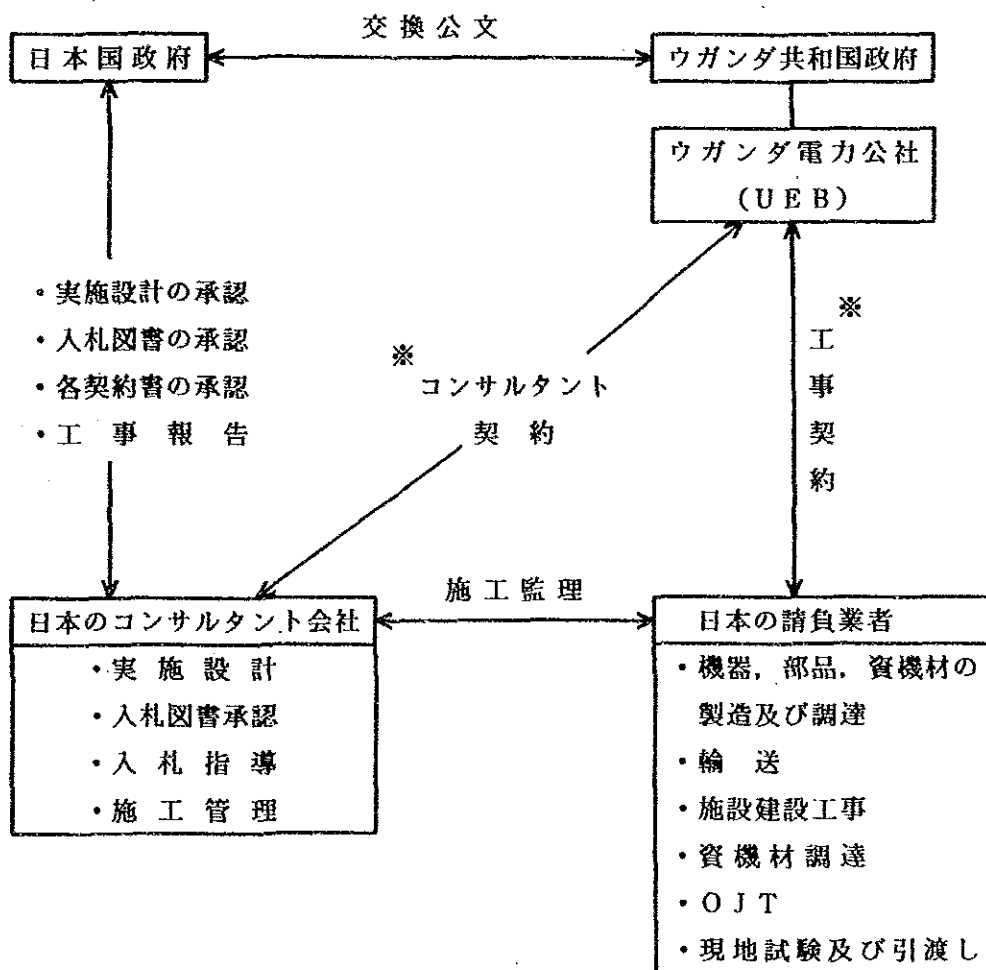 交換公文
日本国政府
ウガンダ共和国政府
ウガンダ電力公社
(UEB)
・実施設計の承認
・入札図書の承認
・各契約書の承認
・工事報告
※
コンサルタント
契約
※
工事契約
施工監理
日本のコンサルタント会社
・実施設計
・入札図書承認
・入札指導
・施工管理
日本の請負業者
・機器，部品，資機材の
製造及び調達
・輸送
・施設建設工事
・資機材調達
・OJT
・現地試験及び引渡し